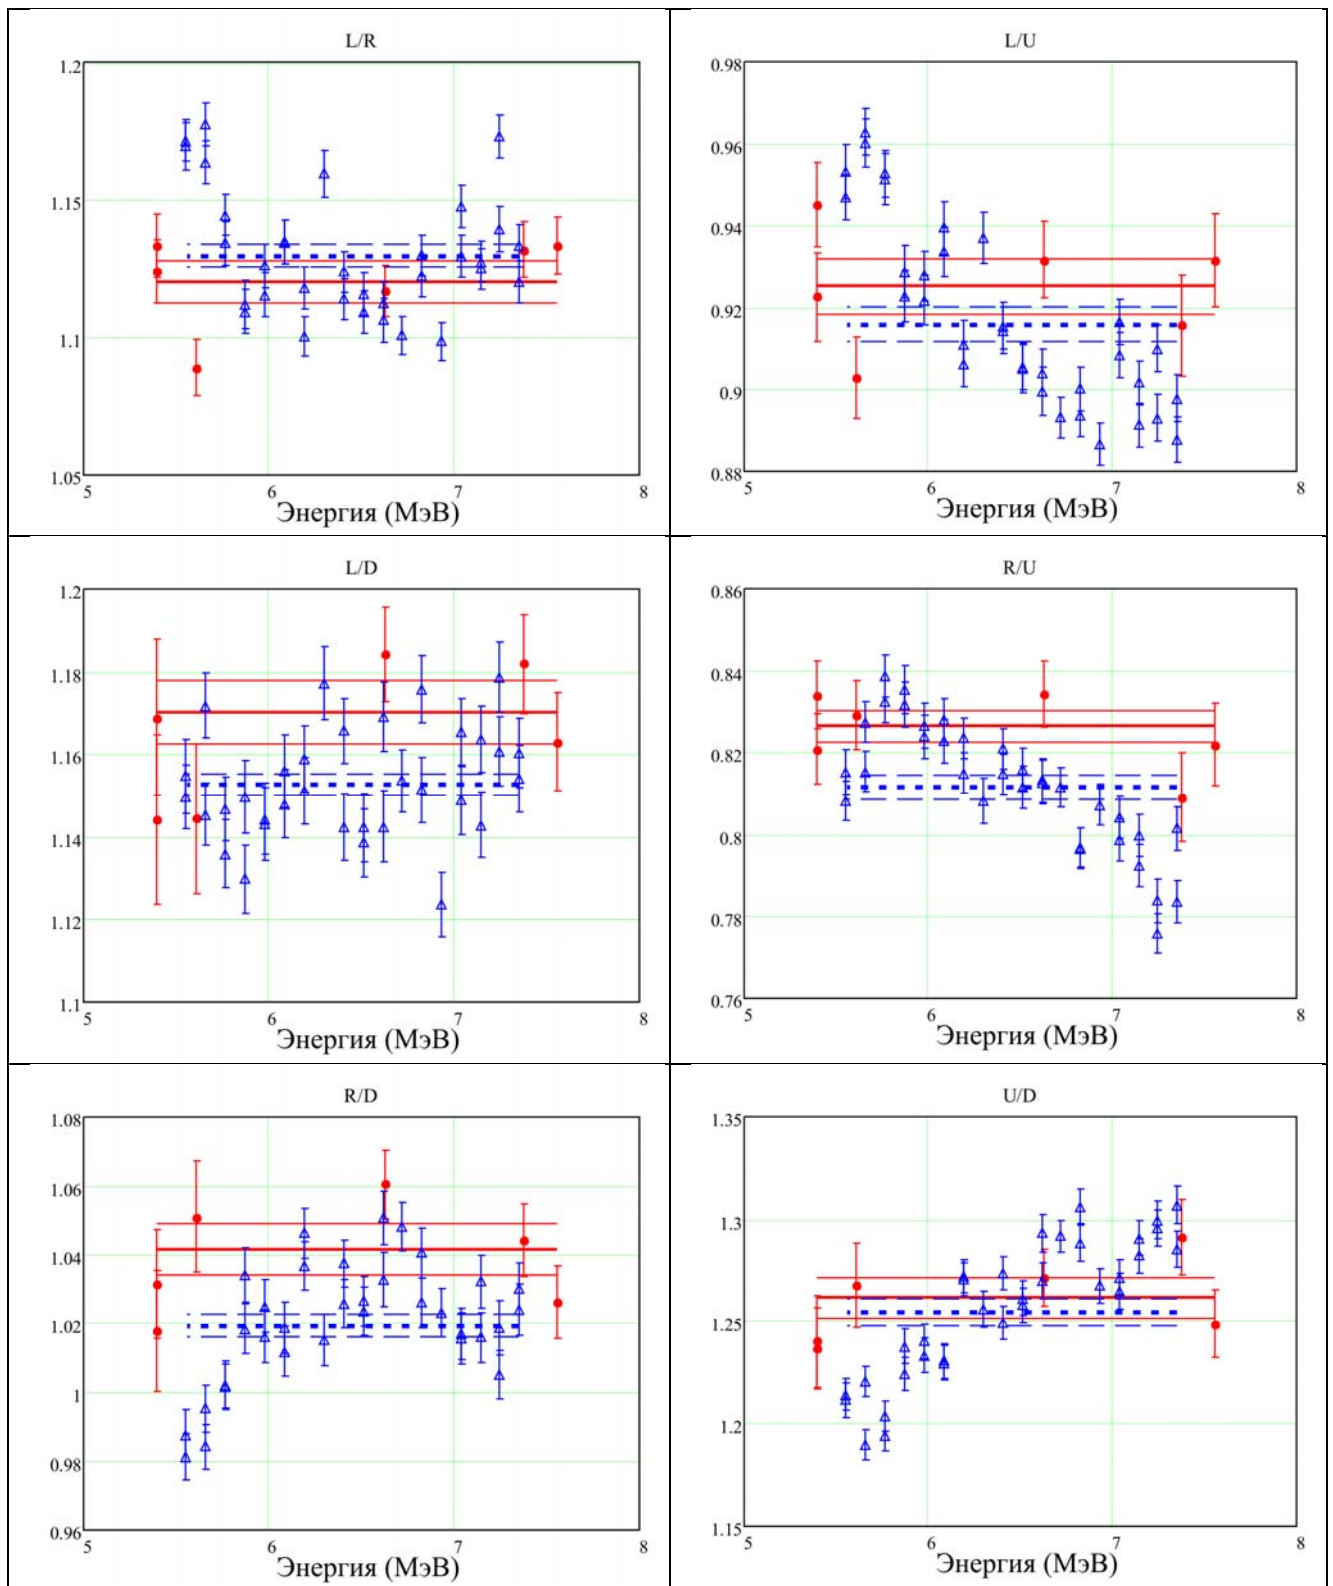 L/R
1.2
1.15
1.1
1.05
5 6 7 8
Энергия (МэВ)
L/U
0.98
0.96
0.94
0.92
0.9
0.88
5 6 7 8
Энергия (МэВ)
L/D
1.2
1.18
1.16
1.14
1.12
1.1
5 6 7 8
Энергия (МэВ)
R/U
0.86
0.84
0.82
0.8
0.78
0.76
5 6 7 8
Энергия (МэВ)
R/D
1.08
1.06
1.04
1.02
1
0.98
0.96
5 6 7 8
Энергия (МэВ)
U/D
1.35
1.3
1.25
1.2
1.15
5 6 7 8
Энергия (МэВ)